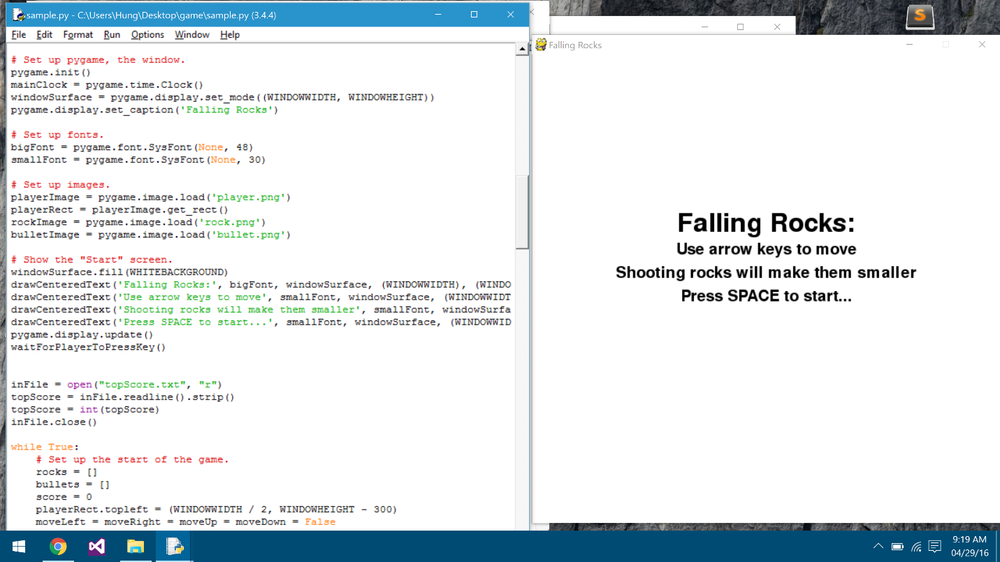 sample.py - C:\Users\Hung\Desktop\game\sample.py (3.4.4)
File Edit Format Run Options Window Help
# Set up pygame, the window.
pygame.init()
mainClock = pygame.time.Clock()
windowSurface = pygame.display.set_mode((WINDOWWIDTH, WINDOWHEIGHT))
pygame.display.set_caption('Falling Rocks')
# Set up fonts.
bigFont = pygame.font.SysFont(None, 48)
smallFont = pygame.font.SysFont(None, 30)
# Set up images.
playerImage = pygame.image.load('player.png')
playerRect = playerImage.get_rect()
rockImage = pygame.image.load('rock.png')
bulletImage = pygame.image.load('bullet.png')
# Show the "Start" screen.
windowSurface.fill(WHITEBACKGROUND)
drawCenteredText('Falling Rocks:', bigFont, windowSurface, (WINDOWWIDTH), (WINDO
drawCenteredText('Use arrow keys to move', smallFont, windowSurface, (WINDOWWIDT
drawCenteredText('Shooting rocks will make them smaller', smallFont, windowSurfa
drawCenteredText('Press SPACE to start...', smallFont, windowSurface, (WINDOWWID
pygame.display.update()
waitForPlayerToPressKey()
inFile = open("topScore.txt", "r")
topScore = inFile.readline().strip()
topScore = int(topScore)
inFile.close()
while True:
    # Set up the start of the game.
    rocks = []
    bullets = []
    score = 0
    playerRect.topleft = (WINDOWWIDTH / 2, WINDOWHEIGHT - 300)
    moveLeft = moveRight = moveUp = moveDown = False
S
Falling Rocks
Falling Rocks:
Use arrow keys to move
Shooting rocks will make them smaller
Press SPACE to start...
9:19 AM
04/29/16